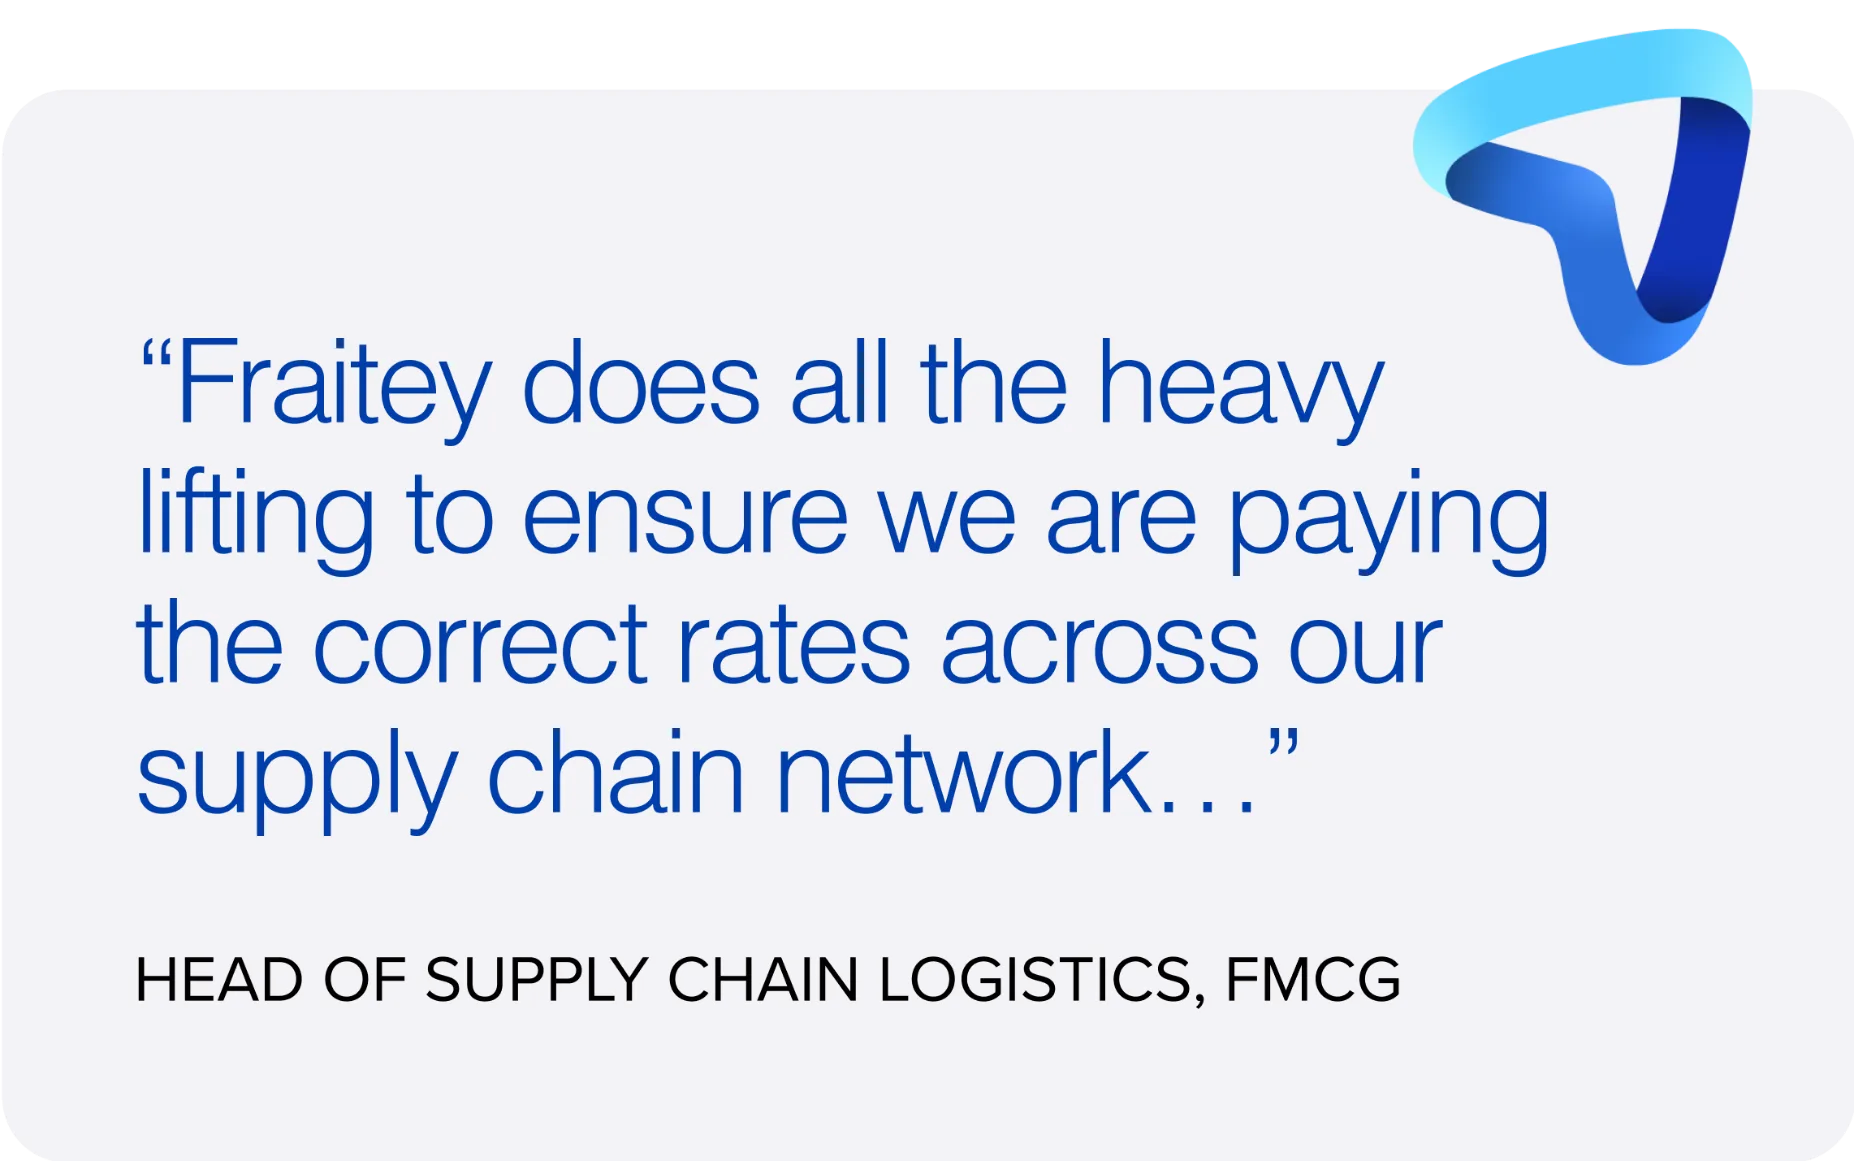 “Fraitey does all the heavy
lifting to ensure we are paying
the correct rates across our
supply chain network…”
HEAD OF SUPPLY CHAIN LOGISTICS, FMCG